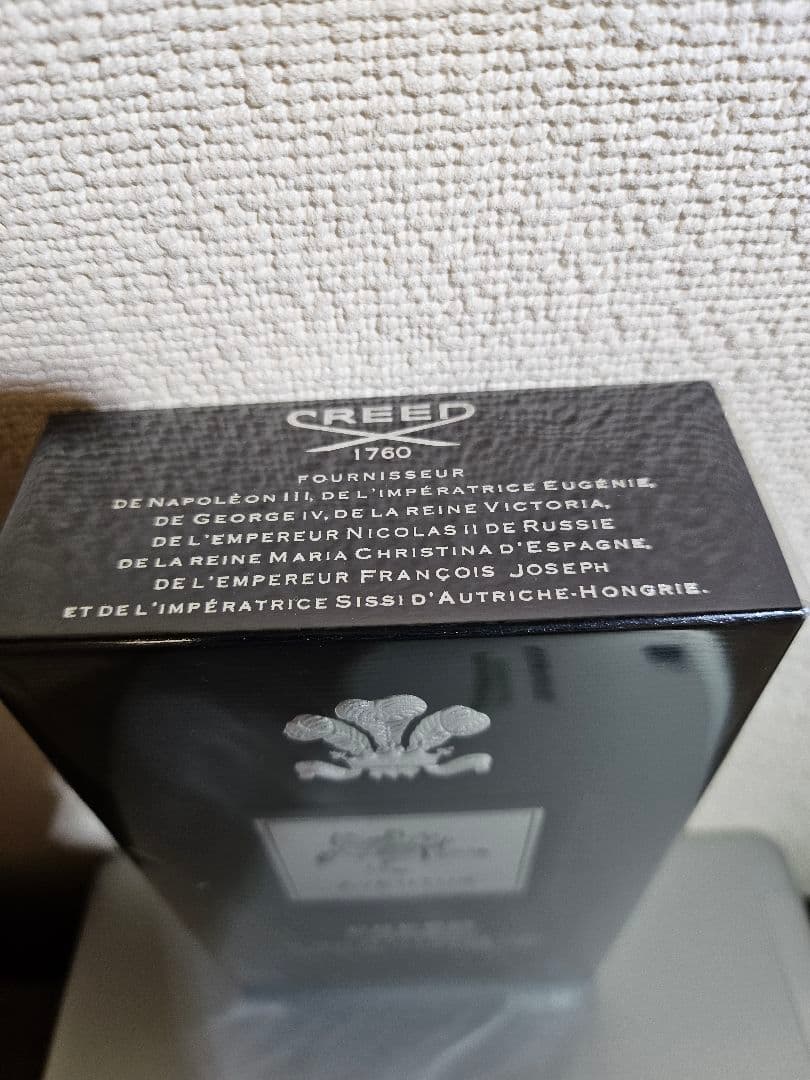 CREED
1760
FOURNISSEUR
DE NAPOLÉON III, DE L'IMPÉRATRICE EUGÉNIE,
DE GEORGE IV, DE LA REINE VICTORIA,
DE L'EMPEREUR NICOLAS II DE RUSSIE
DE LA REINE MARIA CHRISTINA D'ESPAGNE,
DE L'EMPEREUR FRANÇOIS JOSEPH
ET DE L'IMPÉRATRICE SISSI D'AUTRICHE-HONGRIE.